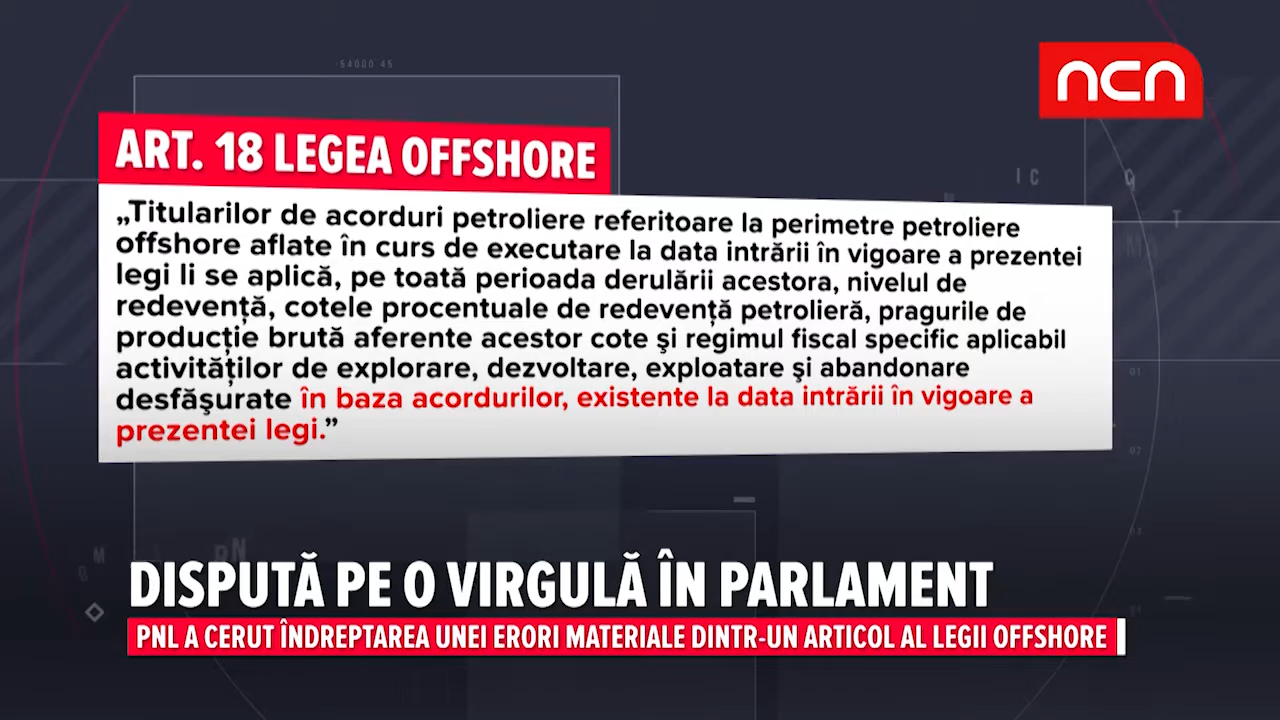 54000 45
ncn
ART. 18 LEGEA OFFSHORE
„Titularilor de acorduri petroliere referitoare la perimetre petroliere
offshore aflate în curs de executare la data intrării în vigoare a prezentei
legi li se aplică, pe toată perioada derulării acestora, nivelul de
redevență, cotele procentuale de redevență petrolieră, pragurile de
producție brută aferente acestor cote şi regimul fiscal specific aplicabil
activităților de explorare, dezvoltare, exploatare şi abandonare
desfăşurate în baza acordurilor, existente la data intrării în vigoare a
prezentei legi.”
DISPUTĂ PE O VIRGULĂ ÎN PARLAMENT
PNL A CERUT ÎNDREPTAREA UNEI ERORI MATERIALE DINTR-UN ARTICOL AL LEGII OFFSHORE